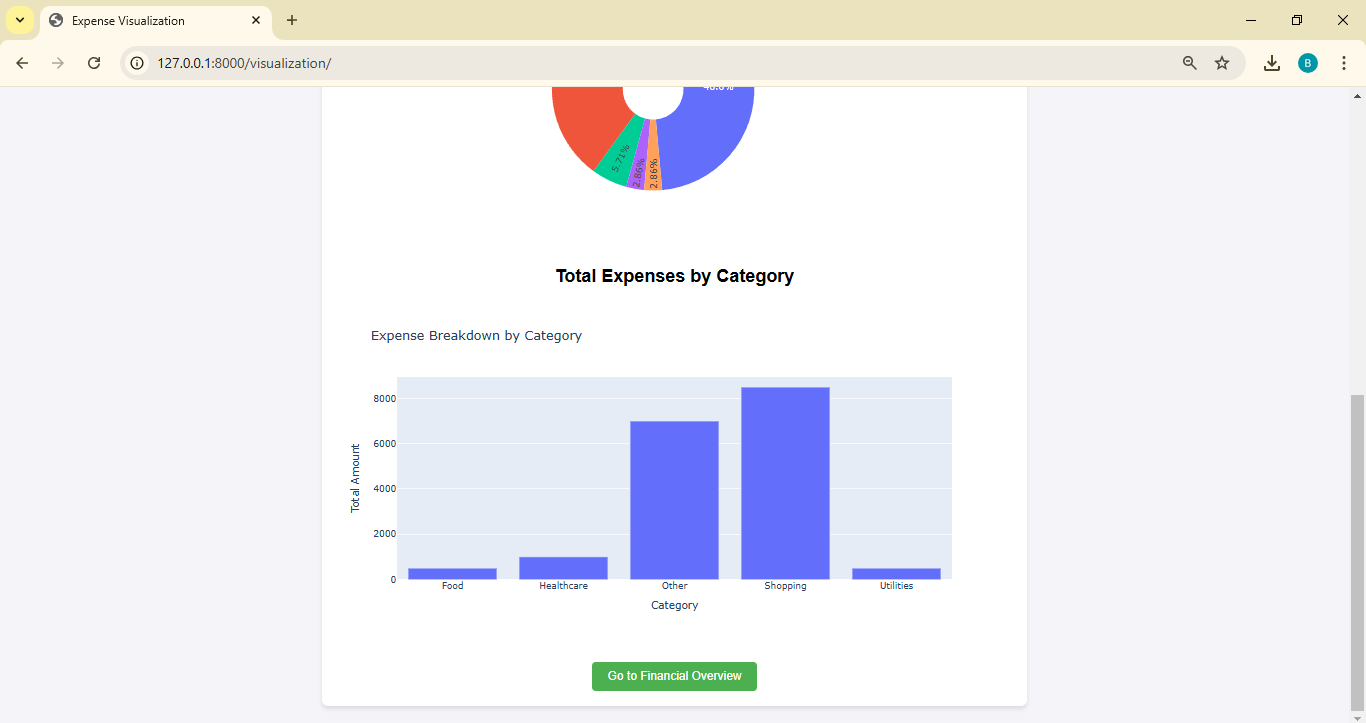 Expense Visualization
127.0.0.1:8000/visualization/
B
5.71%
2.86%
2.86%
Total Expenses by Category
Expense Breakdown by Category
8000
6000
4000
2000
0
Total Amount
Food Healthcare Other Shopping Utilities
Category
Go to Financial Overview